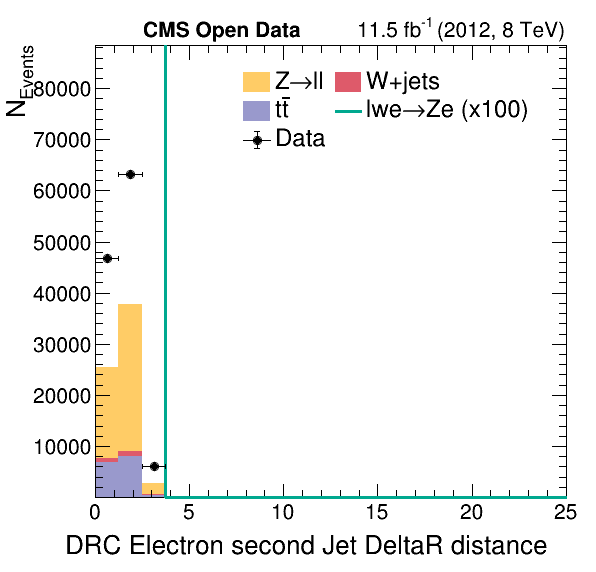 CMS Open Data 11.5 fb⁻¹ (2012, 8 TeV)
N_Events
Z→ll W+jets
tt̄ lwe→Ze (x100)
Data
80000
70000
60000
50000
40000
30000
20000
10000
0 5 10 15 20 25
DRC Electron second Jet DeltaR distance